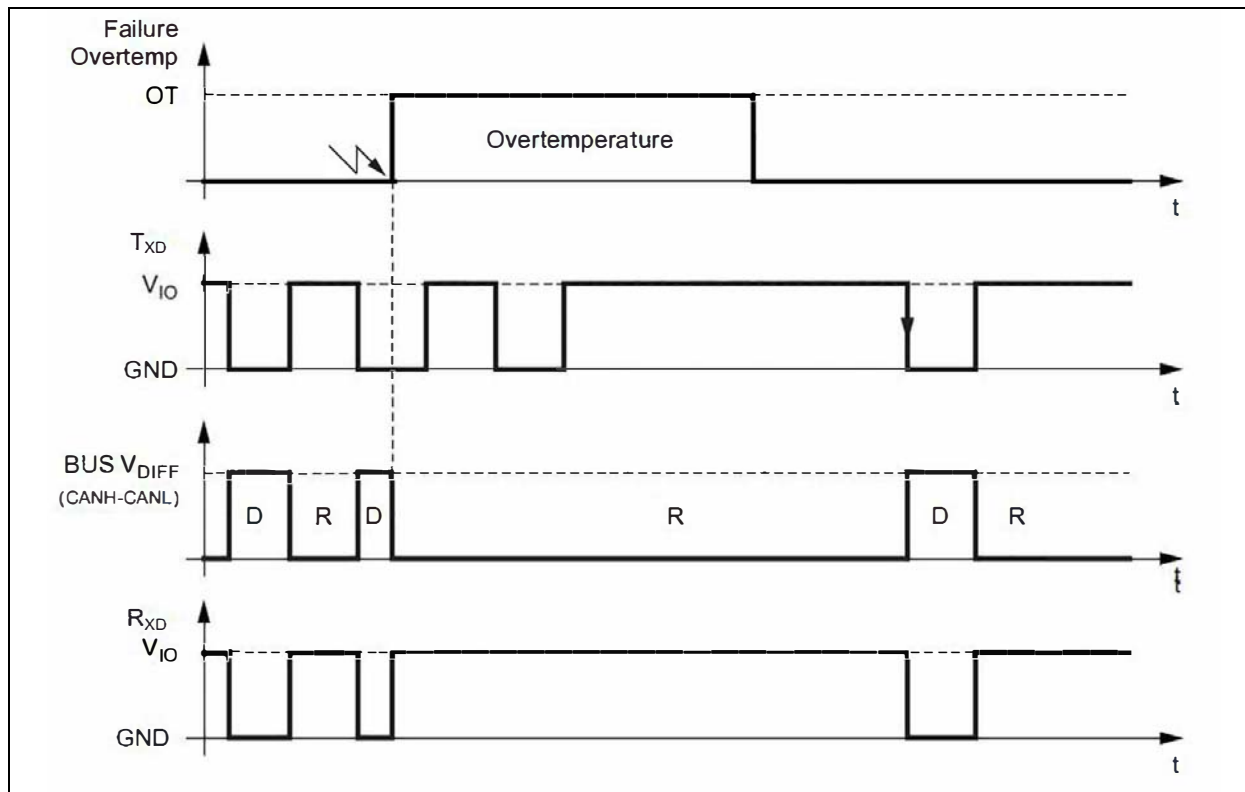 Failure
Overtemp
OT
Overtemperature
t
TXD
VIO
GND
t
BUS VDIFF
(CANH-CANL)
D R D R D R
t
RXD
VIO
GND
t